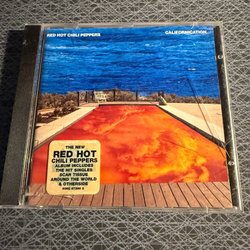 RED HOT CHILI PEPPERS
CALIFORNICATION
THE NEW
RED HOT
CHILI PEPPERS
ALBUM INCLUDES
THE HIT SINGLES
SCAR TISSUE
AROUND THE WORLD
& OTHERSIDE